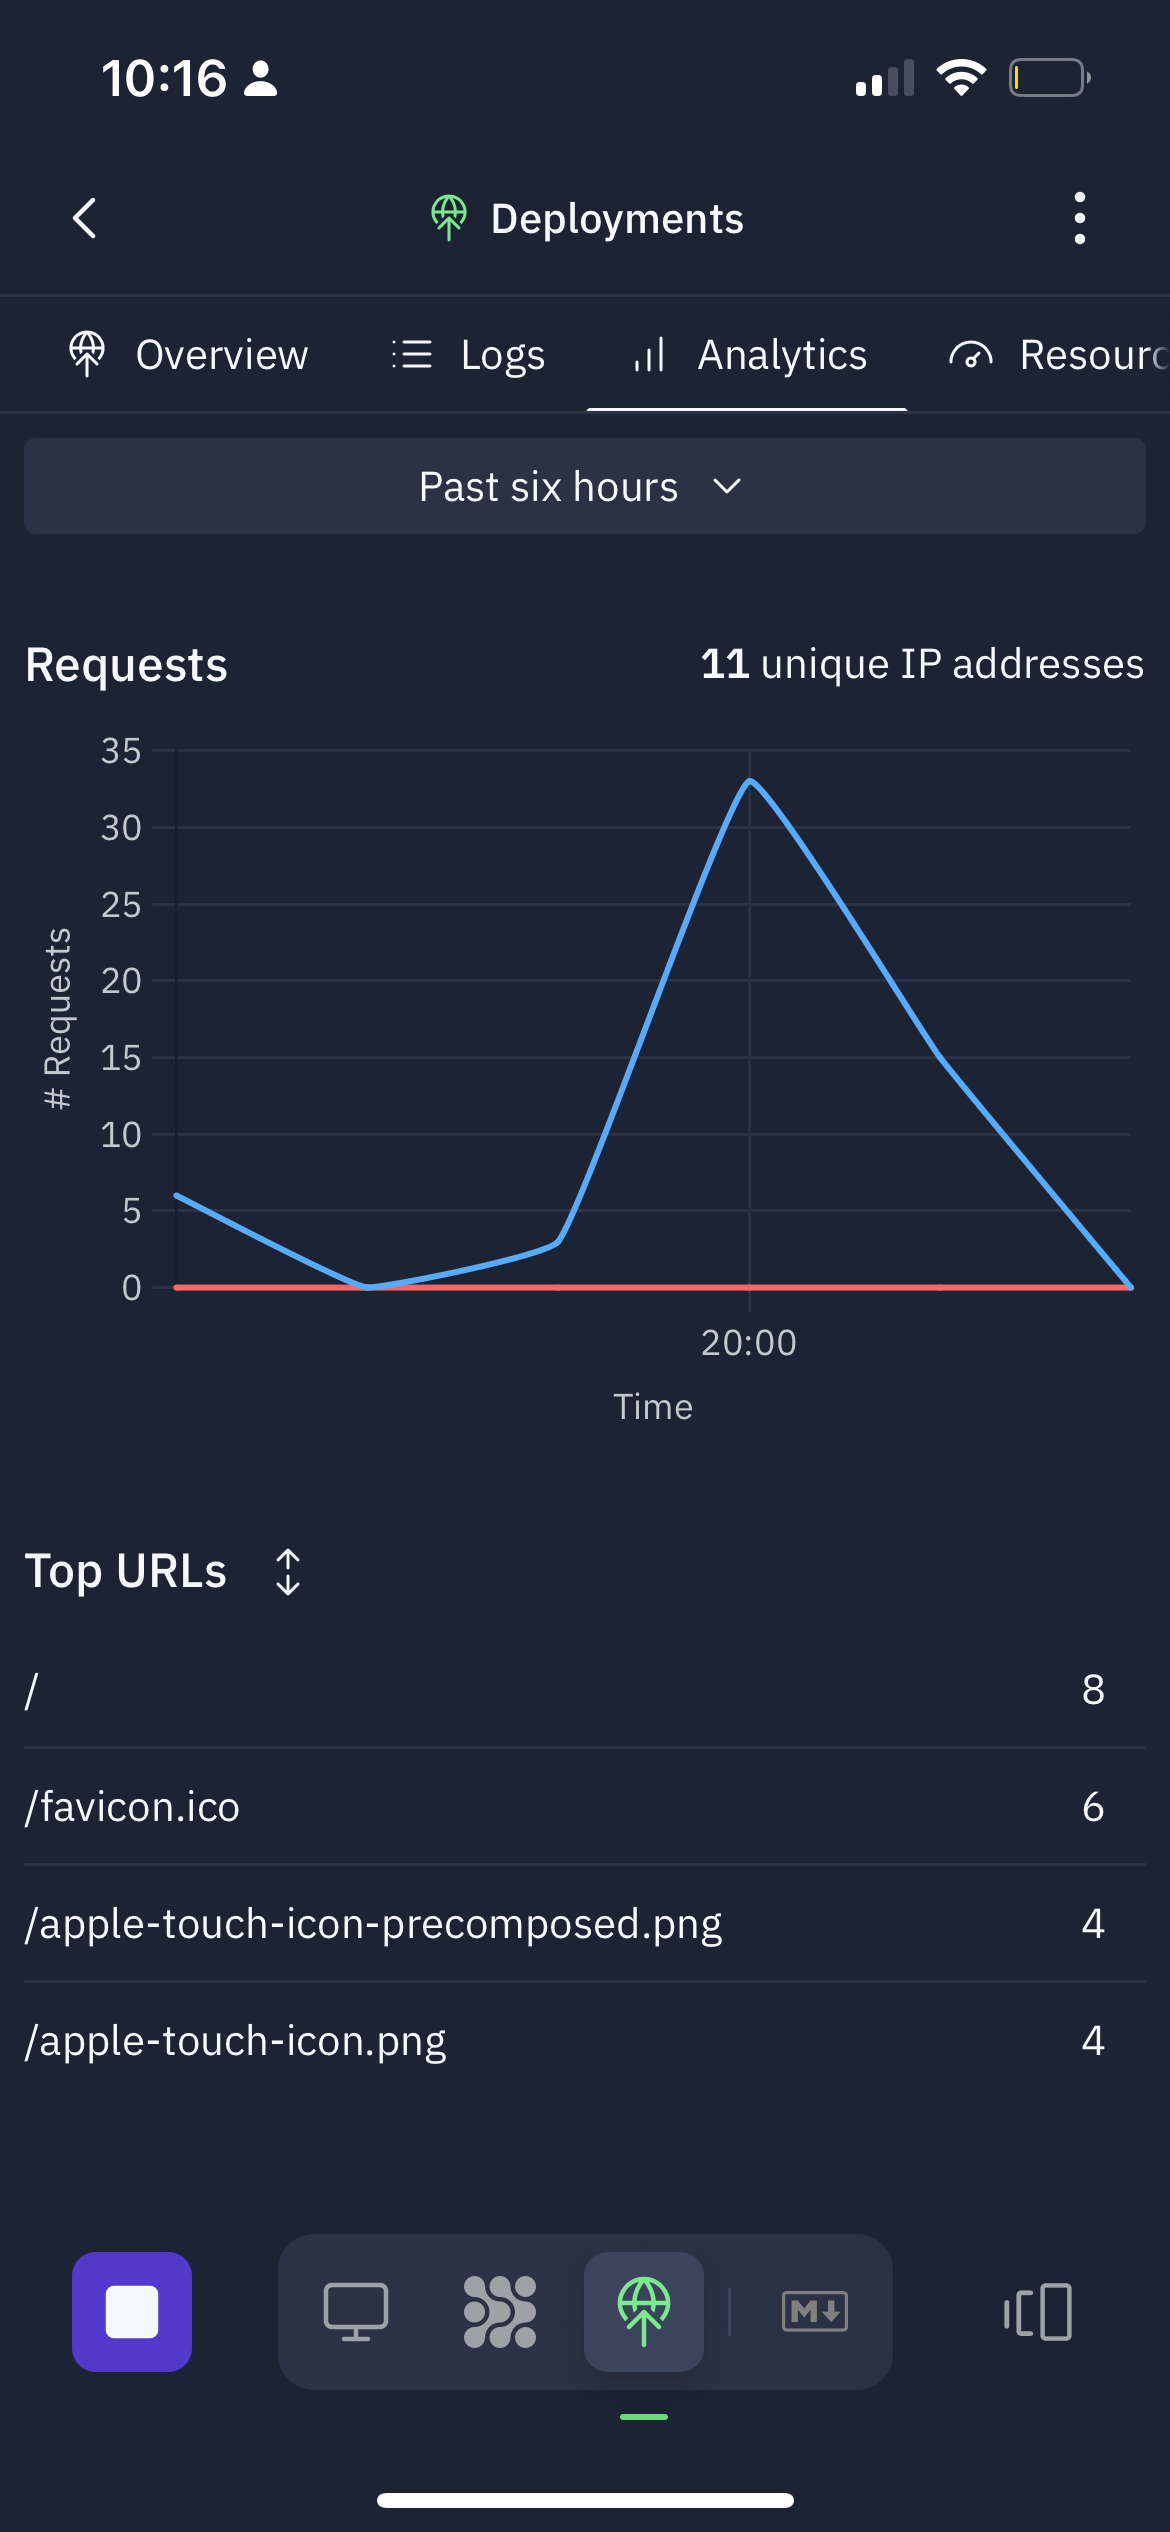 10:16
Deployments
Overview Logs Analytics Resourc
Past six hours
Requests 11 unique IP addresses
35
30
25
20
15
10
5
0
# Requests
20:00
Time
Top URLs
/ 8
/favicon.ico 6
/apple-touch-icon-precomposed.png 4
/apple-touch-icon.png 4
M